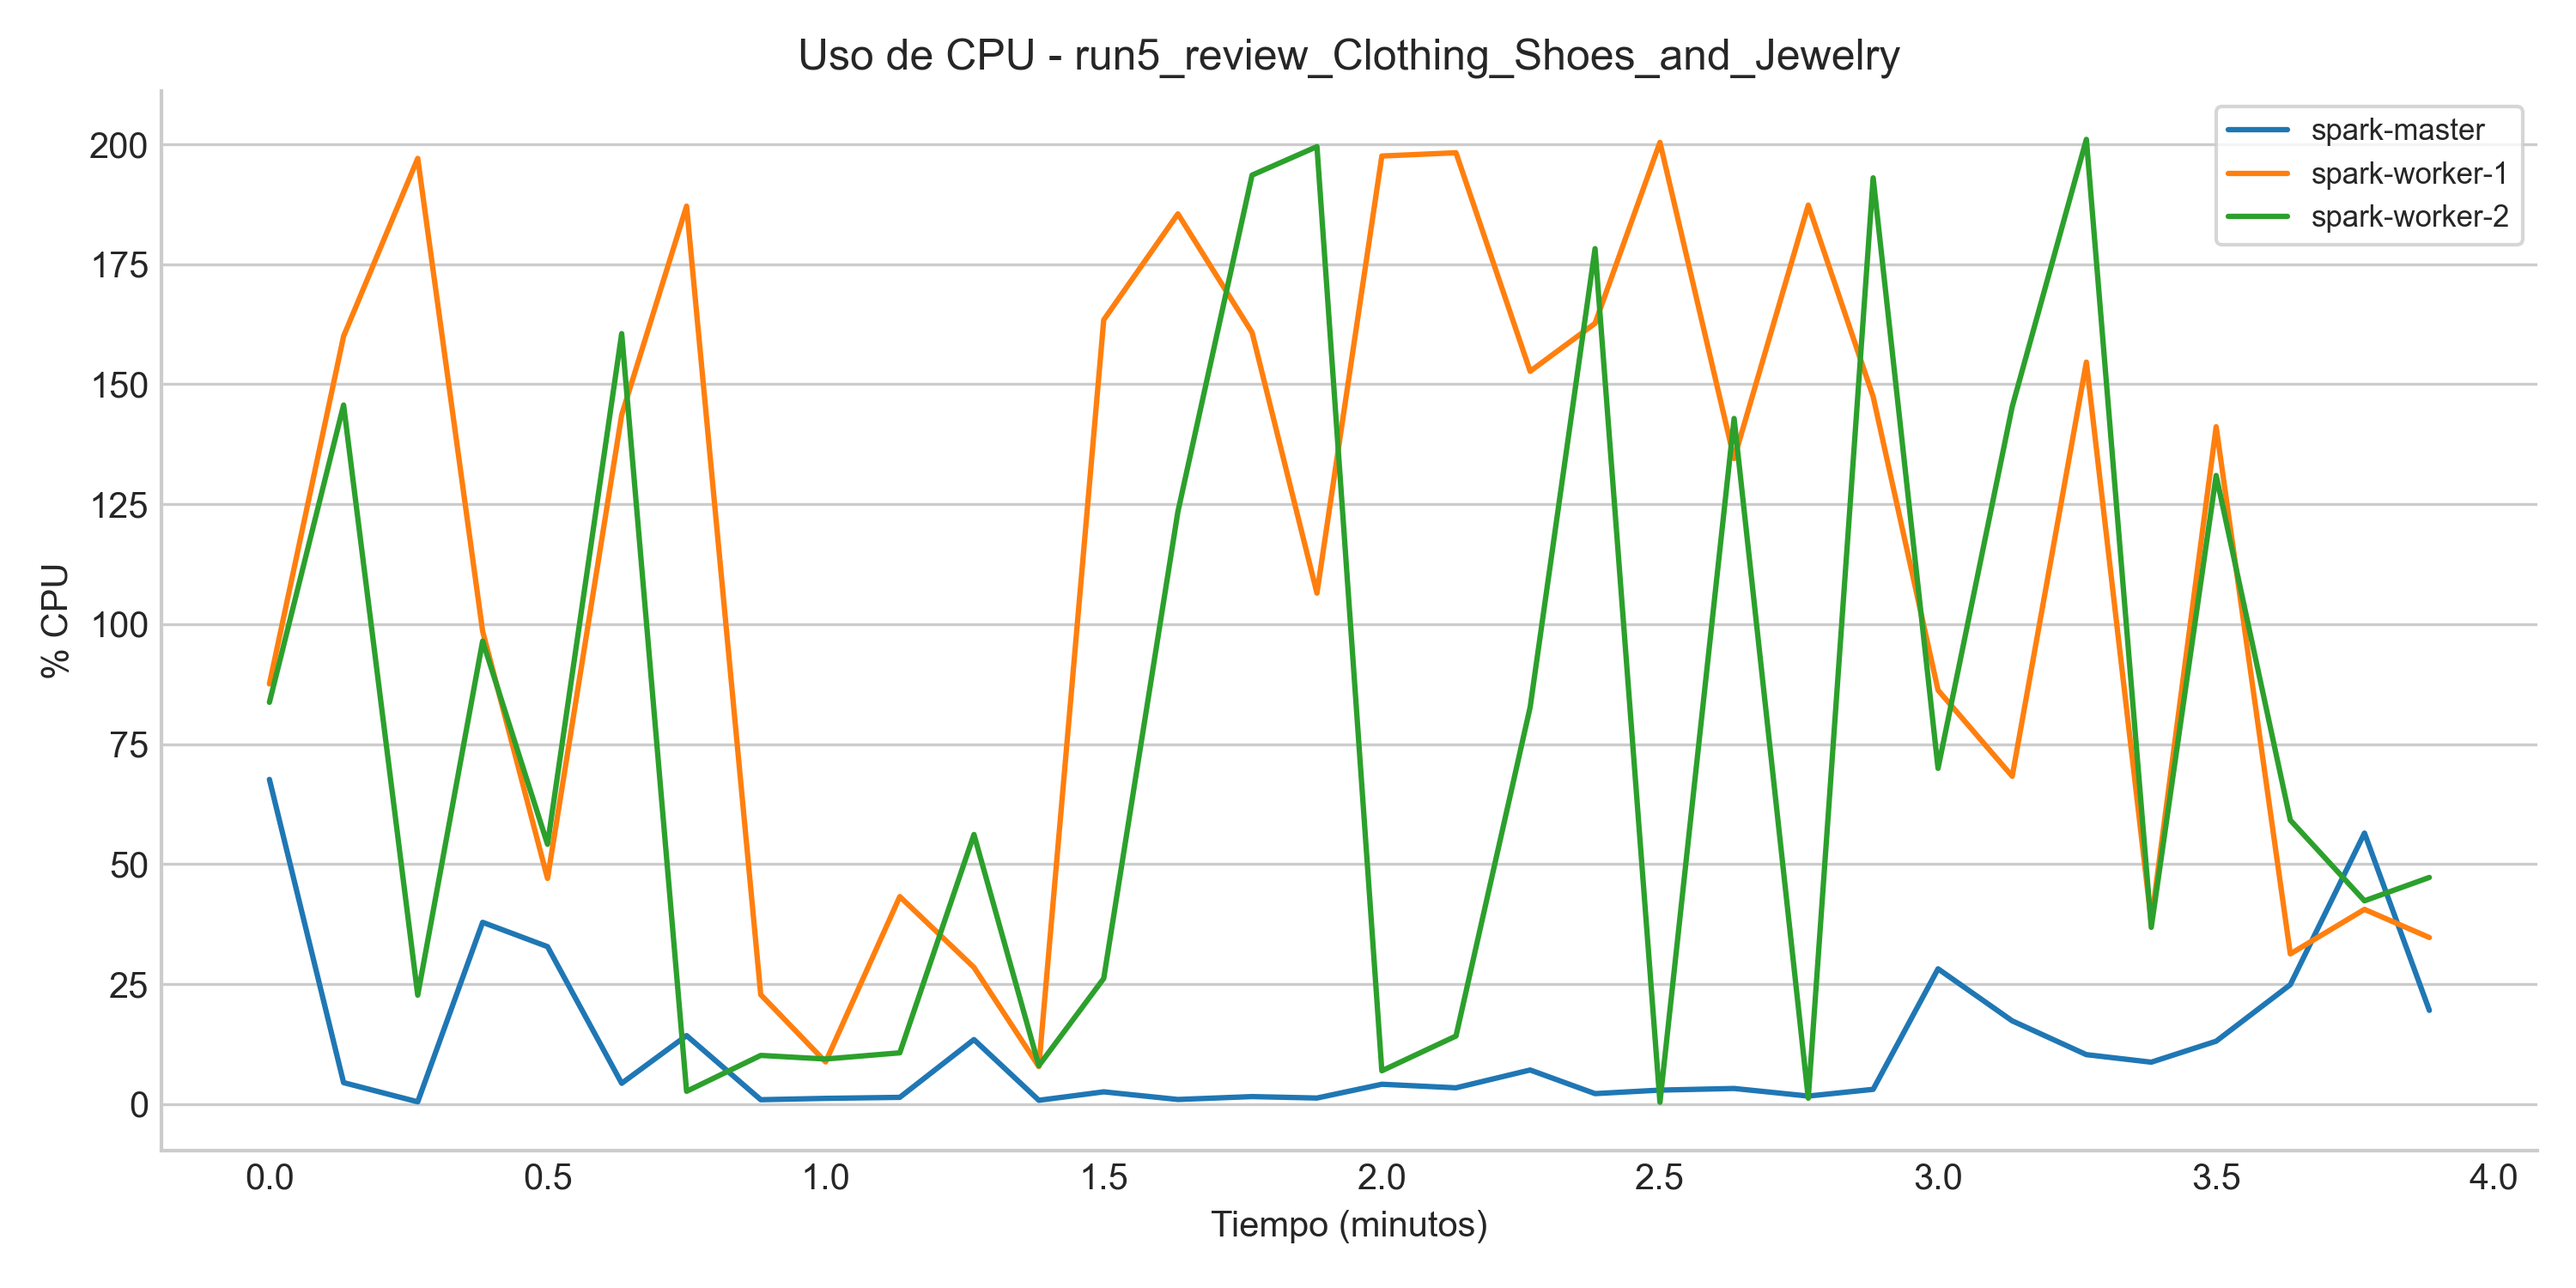 Uso de CPU - run5_review_Clothing_Shoes_and_Jewelry
spark-master
spark-worker-1
spark-worker-2
% CPU
200
175
150
125
100
75
50
25
0
0.0 0.5 1.0 1.5 2.0 2.5 3.0 3.5 4.0
Tiempo (minutos)